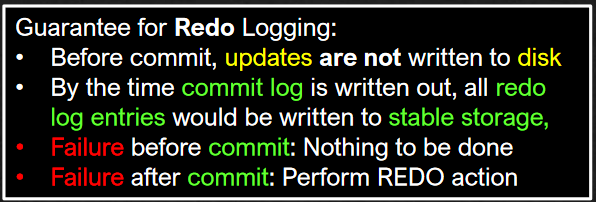 Guarantee for Redo Logging:
• Before commit, updates are not written to disk
• By the time commit log is written out, all redo
log entries would be written to stable storage,
• Failure before commit: Nothing to be done
• Failure after commit: Perform REDO action